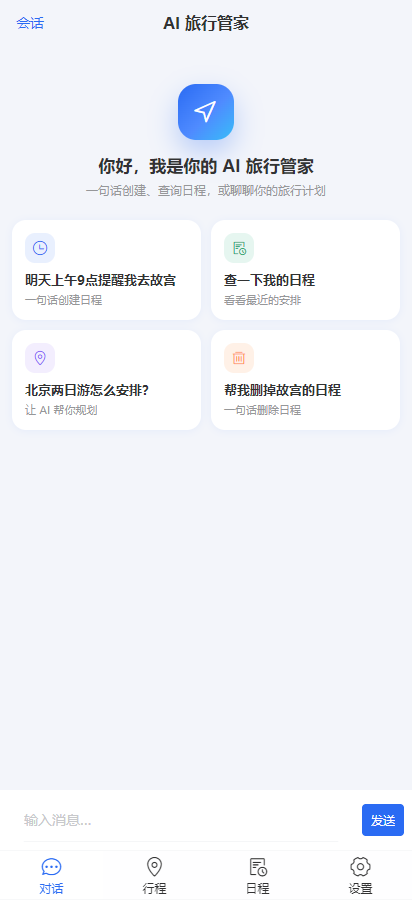 会话
AI 旅行管家
你好，我是你的 AI 旅行管家
一句话创建、查询日程，或聊聊你的旅行计划
明天上午9点提醒我去故宫
一句话创建日程
查一下我的日程
看看最近的安排
北京两日游怎么安排?
让 AI 帮你规划
帮我删掉故宫的日程
一句话删除日程
输入消息...
发送
对话
行程
日程
设置